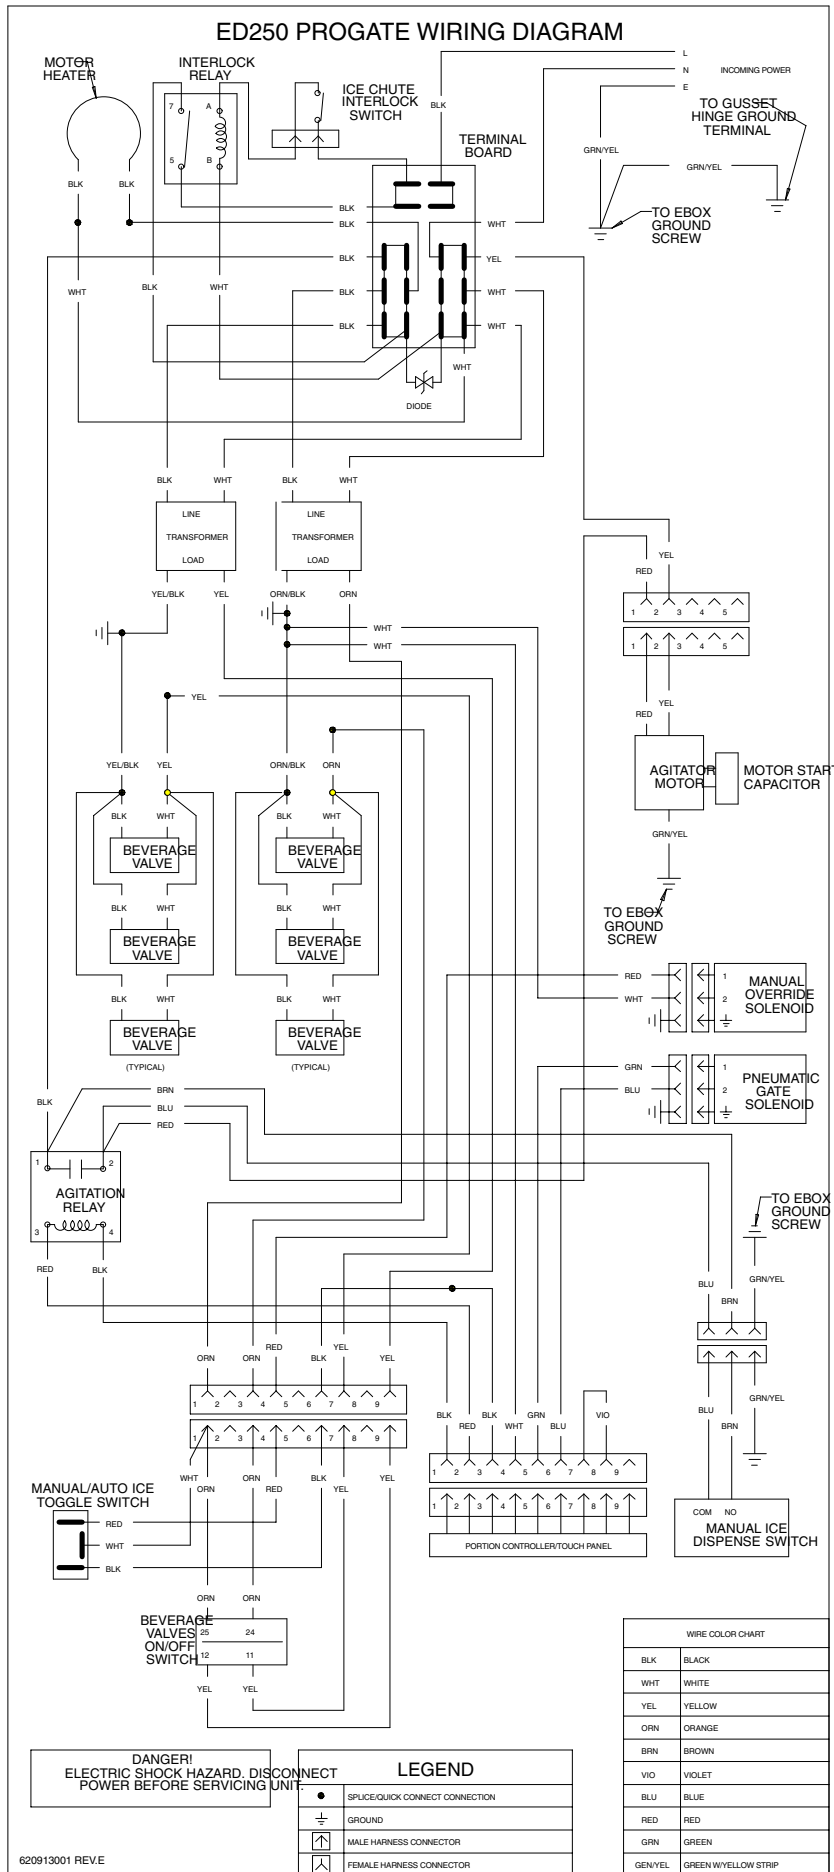 ED250 PROGATE WIRING DIAGRAM
MOTOR
HEATER
INTERLOCK
RELAY
ICE CHUTE
INTERLOCK
SWITCH
BLK
L
N
E
INCOMING POWER
TO GUSSET
HINGE GROUND
TERMINAL
7
A
5
B
TERMINAL
BOARD
GRN/YEL
GRN/YEL
BLK
BLK
BLK
BLK
WHT
TO EBOX
GROUND
SCREW
BLK
YEL
WHT
BLK
WHT
BLK
WHT
BLK
WHT
WHT
DIODE
BLK
WHT
BLK
WHT
LINE
TRANSFORMER
LOAD
LINE
TRANSFORMER
LOAD
YEL
RED
YEL/BLK
YEL
ORN/BLK
ORN
1 2 3 4 5
WHT
WHT
1 2 3 4 5
YEL
YEL
RED
YEL/BLK
YEL
ORN/BLK
ORN
AGITATOR
MOTOR
MOTOR START
CAPACITOR
BLK
WHT
BLK
WHT
GRN/YEL
BEVERAGE
VALVE
BEVERAGE
VALVE
BLK
WHT
BLK
WHT
TO EBOX
GROUND
SCREW
BEVERAGE
VALVE
BEVERAGE
VALVE
BLK
WHT
BLK
WHT
RED
WHT
1
2
MANUAL
OVERRIDE
SOLENOID
BEVERAGE
VALVE
BEVERAGE
VALVE
(TYPICAL)
(TYPICAL)
GRN
BLU
1
2
PNEUMATIC
GATE
SOLENOID
BLK
BRN
BLU
RED
1
2
AGITATION
RELAY
3
4
TO EBOX
GROUND
SCREW
RED
BLK
BLU
BRN
GRN/YEL
ORN
ORN
RED
BLK
YEL
YEL
1 2 3 4 5 6 7 8 9
1 2 3 4 5 6 7 8 9
BLK
RED
BLK
WHT
GRN
BLU
VIO
BLU
BRN
GRN/YEL
1 2 3 4 5 6 7 8 9
WHT
ORN
ORN
RED
BLK
YEL
YEL
MANUAL/AUTO ICE
TOGGLE SWITCH
RED
WHT
BLK
1 2 3 4 5 6 7 8 9
PORTION CONTROLLER/TOUCH PANEL
COM
NO
MANUAL ICE
DISPENSE SWITCH
ORN
ORN
BEVERAGE
VALVES
ON/OFF
SWITCH
25
24
12
11
YEL
YEL
WIRE COLOR CHART
BLK BLACK
WHT WHITE
YEL YELLOW
ORN ORANGE
BRN BROWN
VIO VIOLET
BLU BLUE
RED RED
GRN GREEN
GEN/YEL GREEN W/YELLOW STRIP
DANGER!
ELECTRIC SHOCK HAZARD. DISCONNECT
POWER BEFORE SERVICING UNIT.
LEGEND
SPLICE/QUICK CONNECT CONNECTION
GROUND
MALE HARNESS CONNECTOR
FEMALE HARNESS CONNECTOR
620913001 REV.E